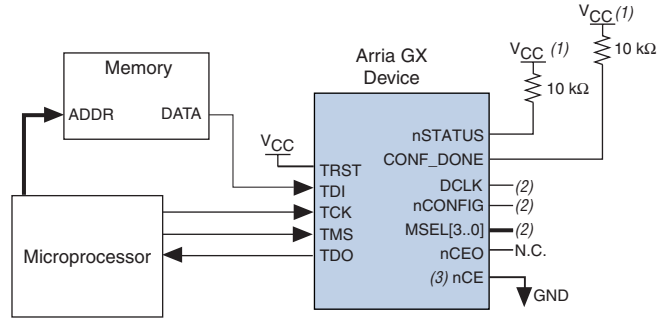 VCC (1)
VCC (1)
10 kΩ
10 kΩ
Arria GX
Device
Memory
ADDR
DATA
VCC
nSTATUS
CONF_DONE
TRST
TDI
TCK
TMS
TDO
DCLK (2)
nCONFIG (2)
MSEL[3..0] (2)
nCEO N.C.
(3) nCE
GND
Microprocessor